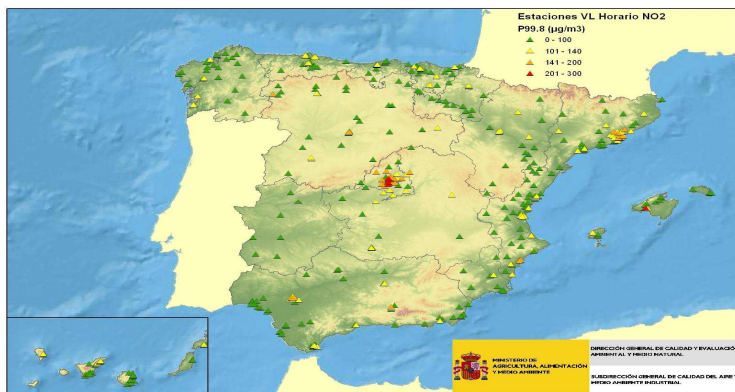 Estaciones VL Horario NO2
P99.8 (µg/m3)
0 - 100
101 - 140
141 - 200
201 - 300
MINISTERIO DE
AGRICULTURA, ALIMENTACIÓN
Y MEDIO AMBIENTE
DIRECCIÓN GENERAL DE CALIDAD Y EVALUACIÓN
AMBIENTAL Y MEDIO NATURAL
SUBDIRECCIÓN GENERAL DE CALIDAD DEL AIRE Y
MEDIO AMBIENTE INDUSTRIAL